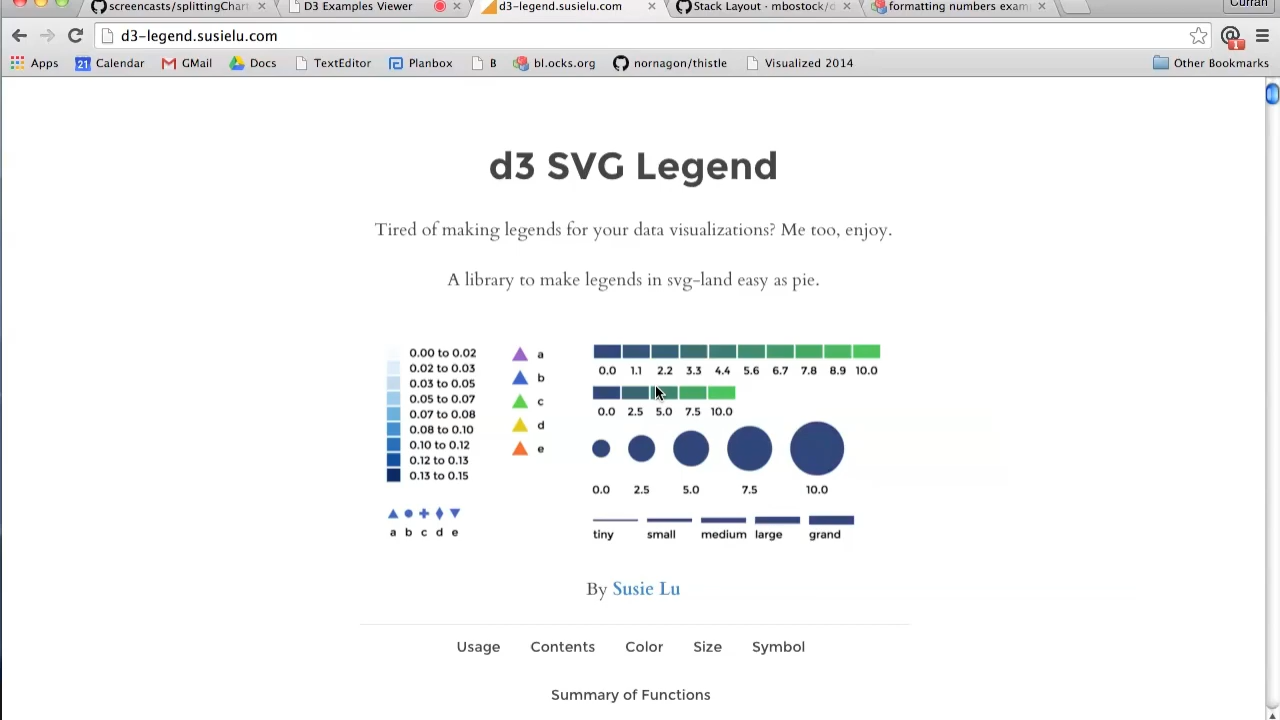 screencasts/splittingChart
D3 Examples Viewer
d3-legend.susielu.com
Stack Layout - mbostock/d
formatting numbers exam
Curran
d3-legend.susielu.com
1
Apps
21
Calendar
GMail
Docs
TextEditor
Planbox
B
bl.ocks.org
nornagon/thistle
Visualized 2014
Other Bookmarks
d3 SVG Legend
Tired of making legends for your data visualizations? Me too, enjoy.
A library to make legends in svg-land easy as pie.
0.00 to 0.02
0.02 to 0.03
0.03 to 0.05
0.05 to 0.07
0.07 to 0.08
0.08 to 0.10
0.10 to 0.12
0.12 to 0.13
0.13 to 0.15
a b c d e
a
b
c
d
e
0.0 1.1 2.2 3.3 4.4 5.6 6.7 7.8 8.9 10.0
0.0 2.5 5.0 7.5 10.0
0.0 2.5 5.0 7.5 10.0
tiny small medium large grand
By Susie Lu
Usage Contents Color Size Symbol
Summary of Functions